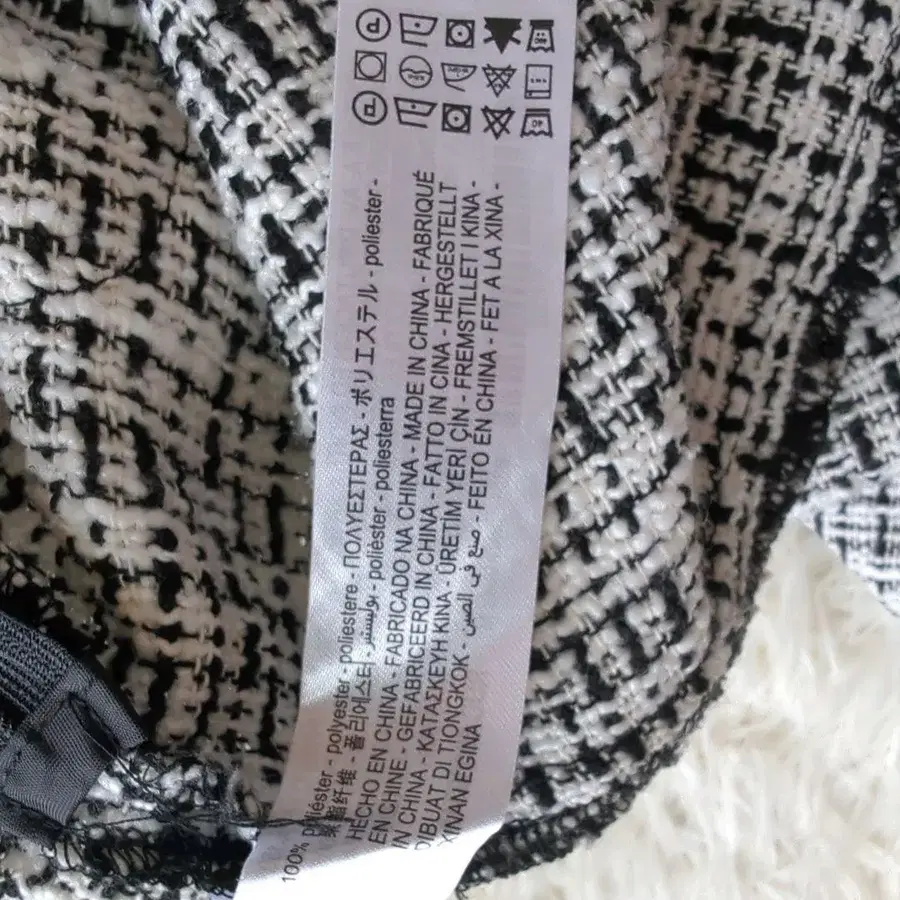 100% poliéster - polyester - poliestere - ΠΟΛΥΕΣΤΕΡΑΣ - ポリエステル - poliester -
聚酯纤维 - 폴리에스터 - بوليستر - poliéster - poliesterra
HECHO EN CHINA - FABRICADO NA CHINA - MADE IN CHINA - FABRIQUÉ
EN CHINE - GEFABRICEERD IN CHINA - FATTO IN CINA - HERGESTELLT
IN CHINA - ΚΑΤΑΣΚΕΥΗ ΚΙΝΑ - ÜRETİM YERİ ÇİN - FREMSTILLET I KINA -
DIBUAT DI TIONGKOK - صنع في الصين - FEITO EN CHINA - FET A LA XINA -
XINAN EGINA
P
P
40